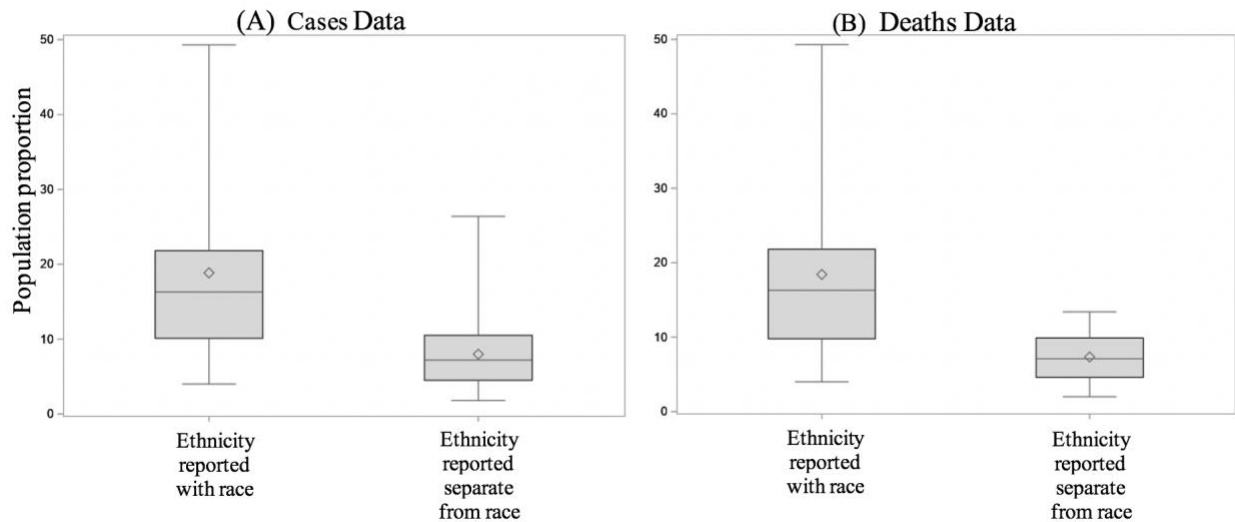 (A) Cases Data
Population proportion
50
40
30
20
10
0
Ethnicity
reported
with race
Ethnicity
reported
separate
from race
(B) Deaths Data
50
40
30
20
10
0
Ethnicity
reported
with race
Ethnicity
reported
separate
from race